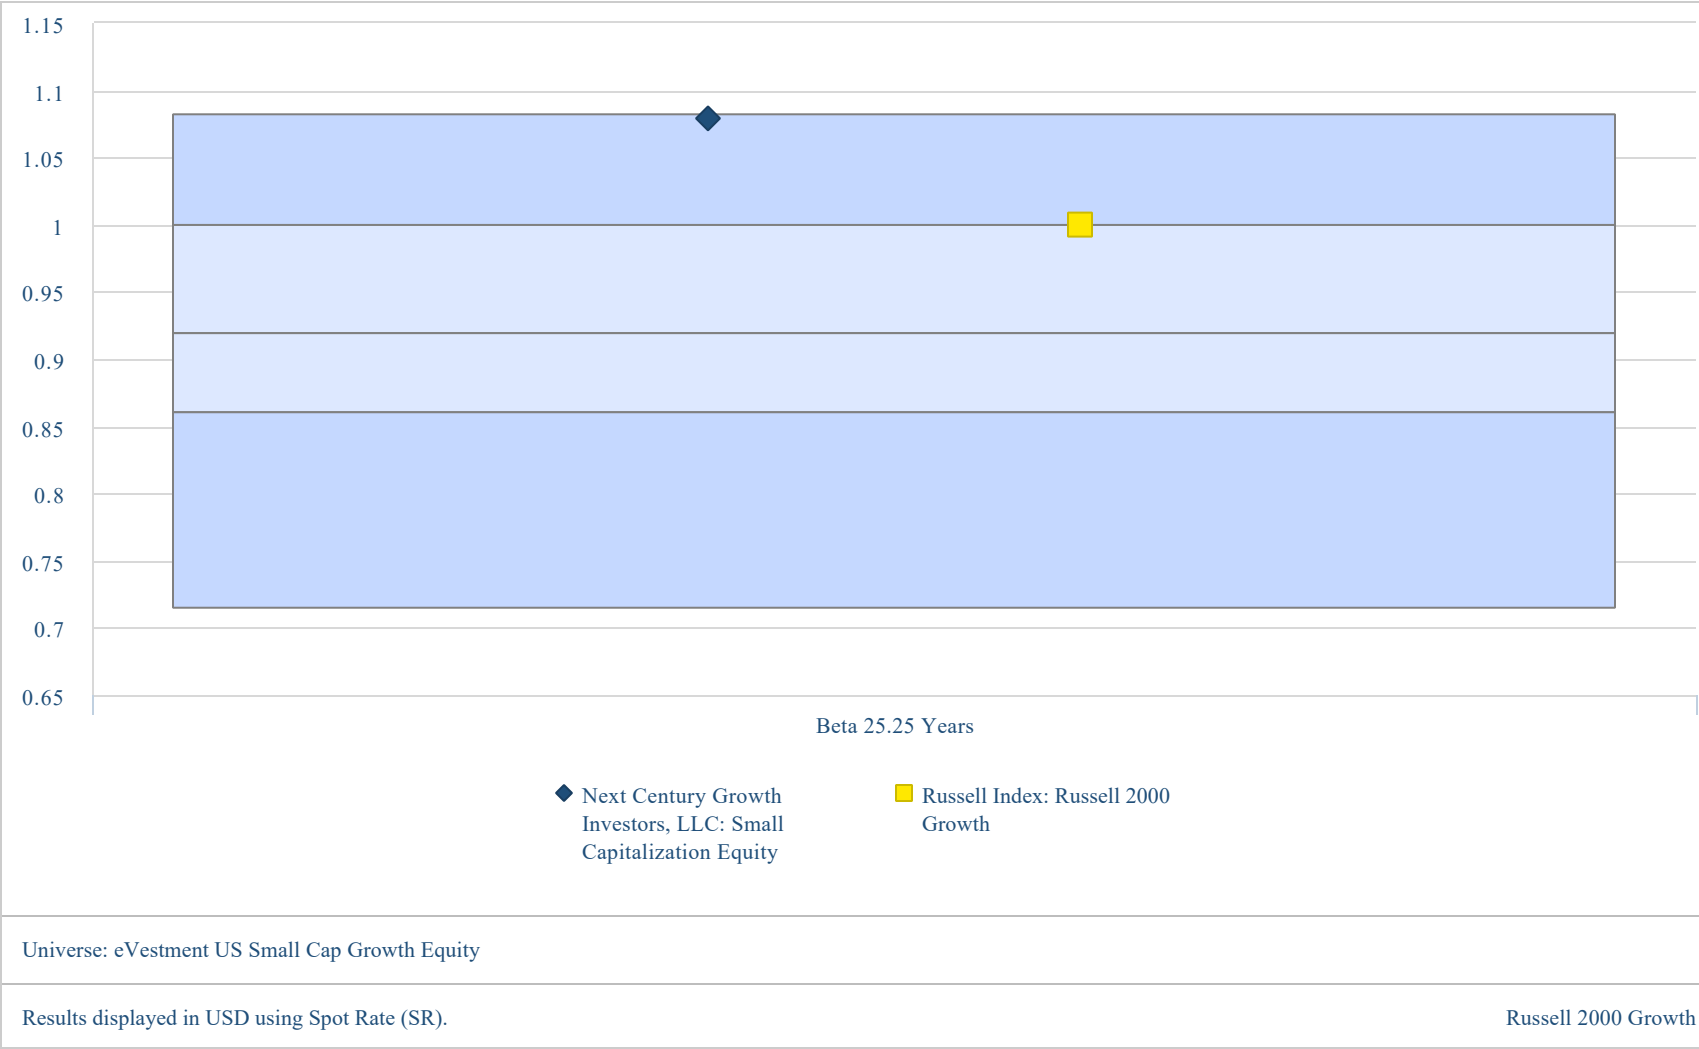 1.15
1.1
1.05
1
0.95
0.9
0.85
0.8
0.75
0.7
0.65
Beta 25.25 Years
Next Century Growth
Investors, LLC: Small
Capitalization Equity
Russell Index: Russell 2000
Growth
Universe: eVestment US Small Cap Growth Equity
Results displayed in USD using Spot Rate (SR).
Russell 2000 Growth